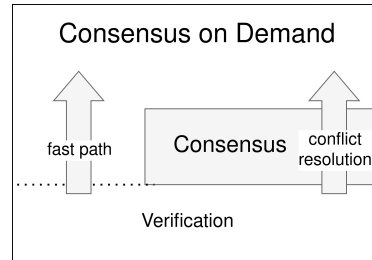 Consensus on Demand
fast path
Consensus
conflict
resolution
Verification